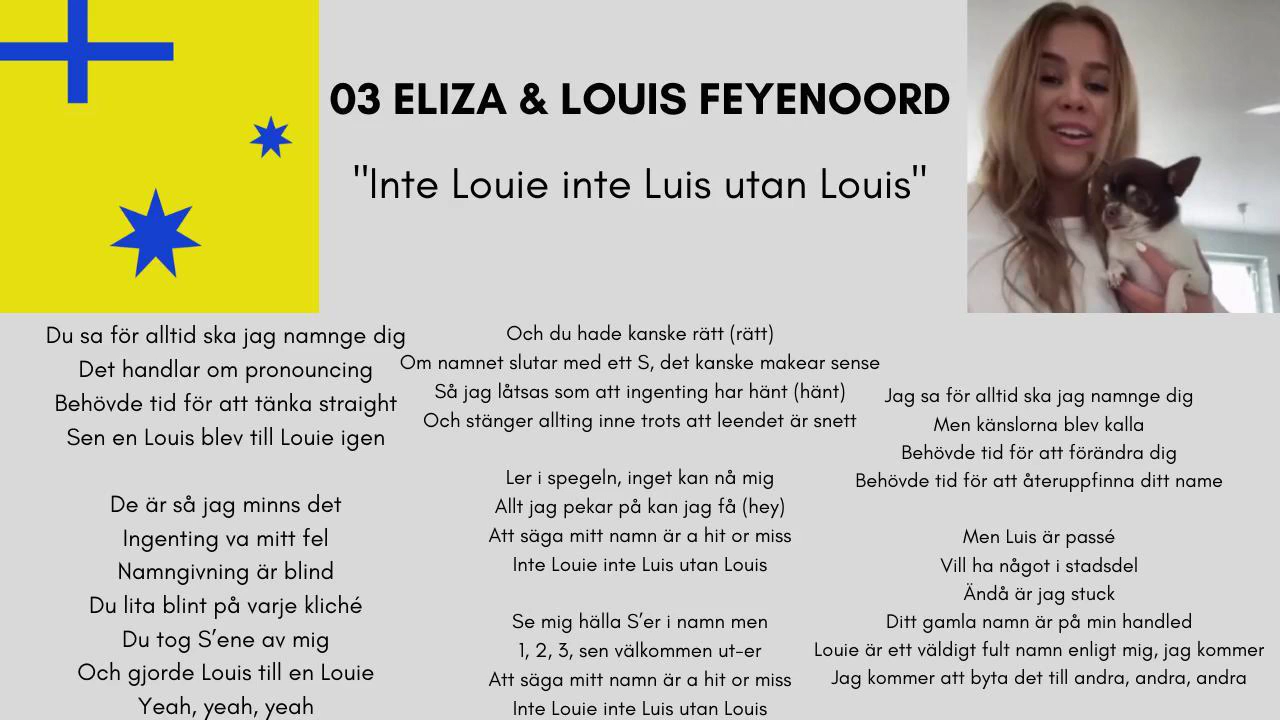 03 ELIZA & LOUIS FEYENOORD
"Inte Louie inte Luis utan Louis"
Du sa för alltid ska jag namnge dig
Det handlar om pronouncing
Behövde tid för att tänka straight
Sen en Louis blev till Louie igen
De är så jag minns det
Ingenting va mitt fel
Namngivning är blind
Du lita blint på varje kliché
Du tog S’ene av mig
Och gjorde Louis till en Louie
Yeah, yeah, yeah
Och du hade kanske rätt (rätt)
Om namnet slutar med ett S, det kanske makear sense
Så jag låtsas som att ingenting har hänt (hänt)
Och stänger allting inne trots att leendet är snett
Ler i spegeln, inget kan nå mig
Allt jag pekar på kan jag få (hey)
Att säga mitt namn är a hit or miss
Inte Louie inte Luis utan Louis
Se mig hälla S’er i namn men
1, 2, 3, sen välkommen ut-er
Att säga mitt namn är a hit or miss
Inte Louie inte Luis utan Louis
Jag sa för alltid ska jag namnge dig
Men känslorna blev kalla
Behövde tid för att förändra dig
Behövde tid för att återuppfinna ditt name
Men Luis är passé
Vill ha något i stadsdel
Ändå är jag stuck
Ditt gamla namn är på min handled
Louie är ett väldigt fult namn enligt mig, jag kommer
Jag kommer att byta det till andra, andra, andra